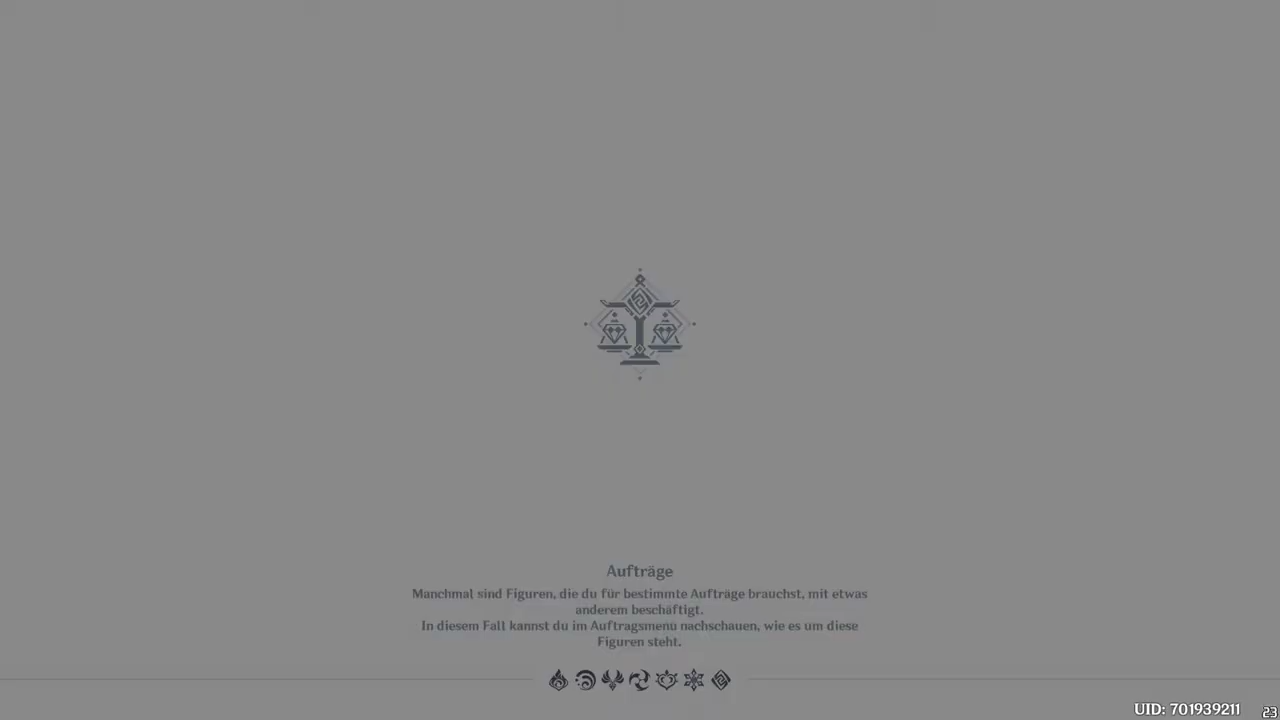 Aufträge
Manchmal sind Figuren, die du für bestimmte Aufträge brauchst, mit etwas
anderem beschäftigt.
In diesem Fall kannst du im Auftragsmenü nachschauen, wie es um diese
Figuren steht.
UID: 701939211
23